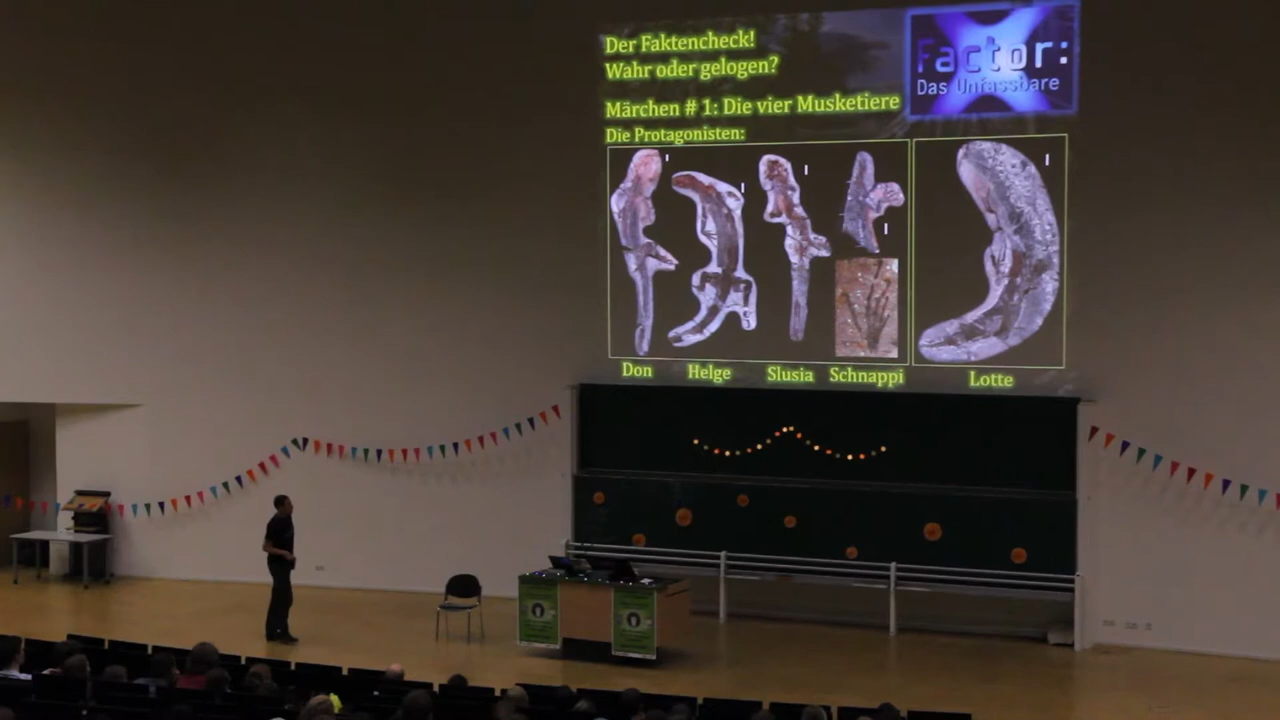 Der Faktencheck!
Wahr oder gelogen?
Märchen # 1: Die vier Musketiere
Die Protagonisten:
Factor:
Das Unfassbare
Don
Helge
Slusia
Schnappi
Lotte